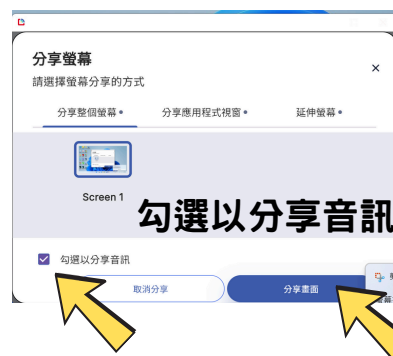 分享螢幕
請選擇螢幕分享的方式
分享整個螢幕 分享應用程式視窗 延伸螢幕
Screen 1
勾選以分享音訊
勾選以分享音訊
取消分享 分享畫面